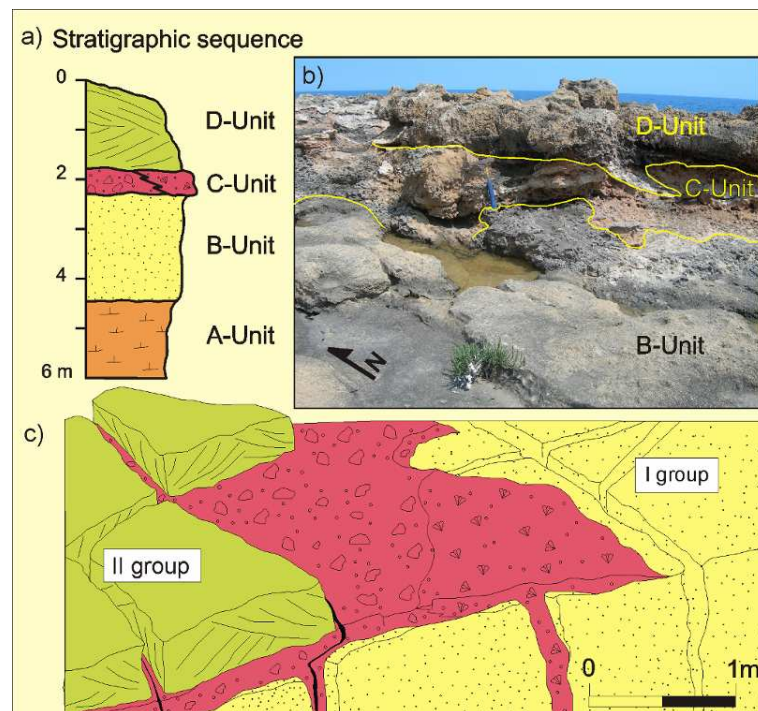 a) Stratigraphic sequence
0
2
4
6 m
D-Unit
C-Unit
B-Unit
A-Unit
b)
D-Unit
C-Unit
B-Unit
N
c)
I group
II group
0 1m